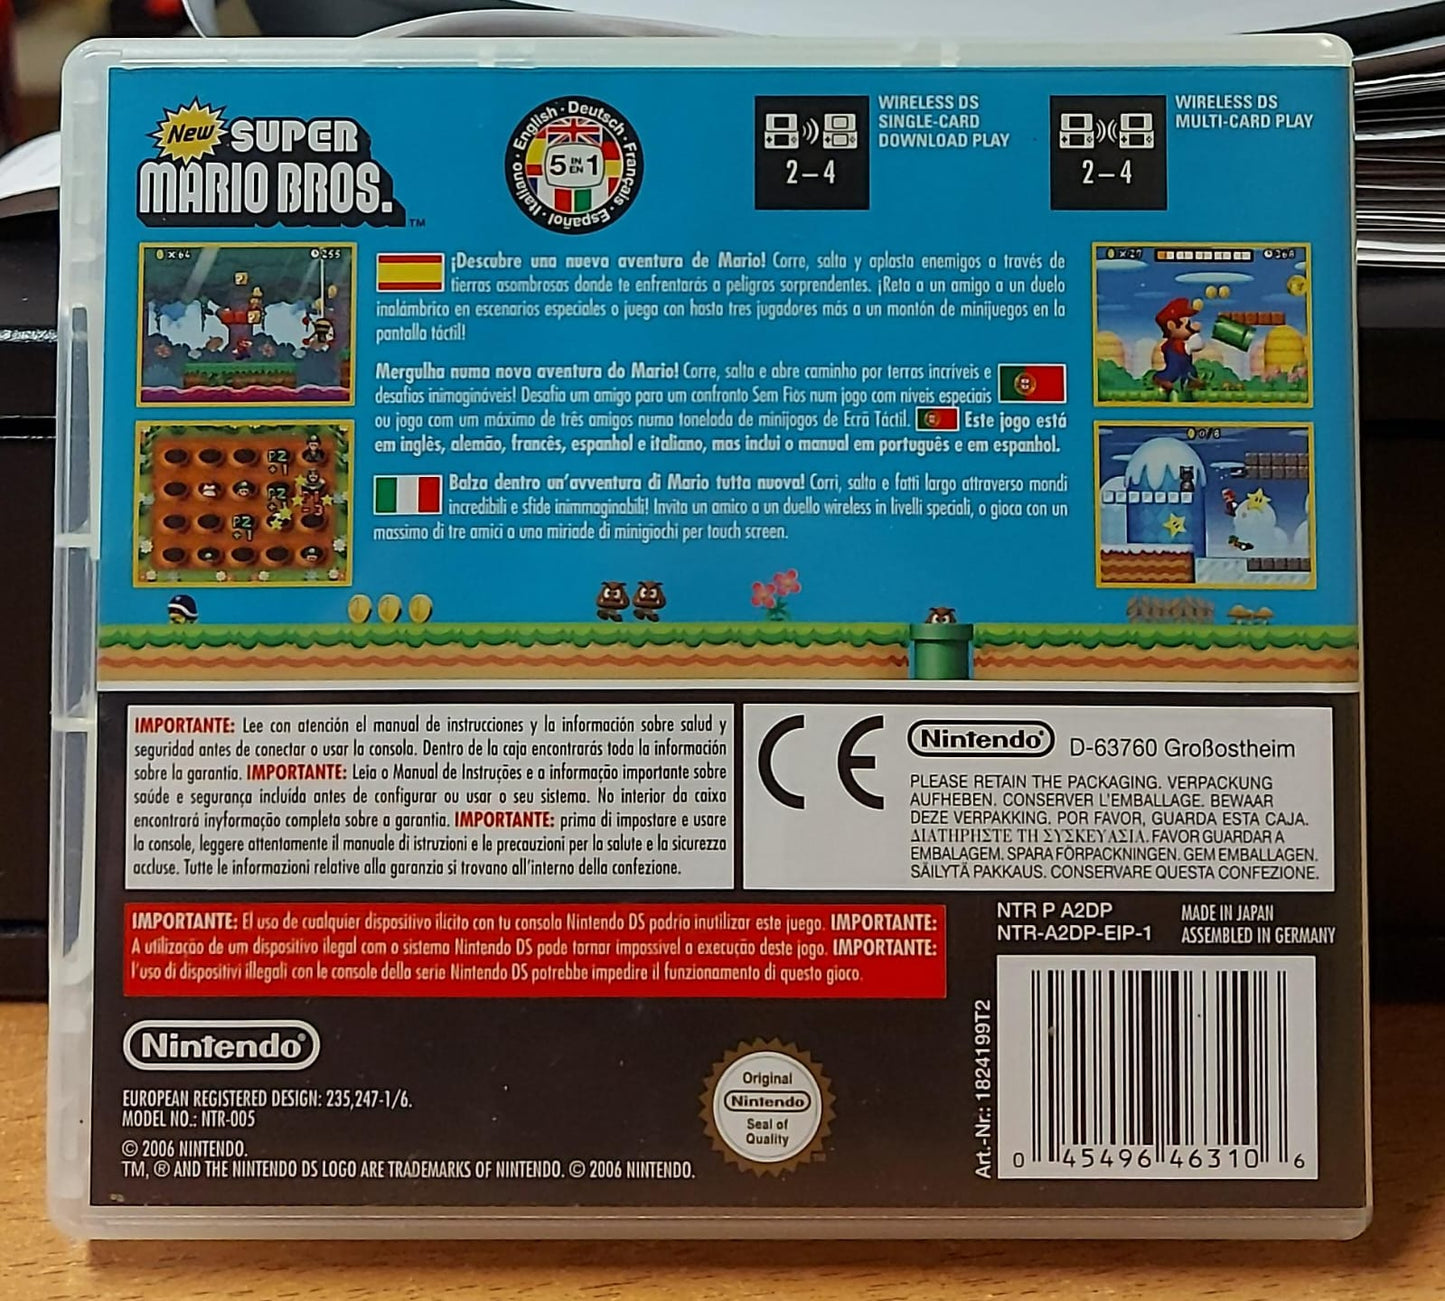 New SUPER
MARIO BROS.™
English · Deutsch · Français · Español · Italiano ·
5 IN EN 1
2–4
WIRELESS DS
SINGLE-CARD
DOWNLOAD PLAY
2–4
WIRELESS DS
MULTI-CARD PLAY
¡Descubre una nueva aventura de Mario! Corre, salta y aplasta enemigos a través de
tierras asombrosas donde te enfrentarás a peligros sorprendentes. ¡Reta a un amigo a un duelo
inalámbrico en escenarios especiales o juega con hasta tres jugadores más a un montón de minijuegos en la
pantalla táctil!
Mergulha numa nova aventura do Mario! Corre, salta e abre caminho por terras incríveis e
desafios inimagináveis! Desafia um amigo para um confronto Sem Fios num jogo com níveis especiais
ou joga com um máximo de três amigos numa tonelada de minijogos de Ecrã Táctil. Este jogo está
em inglês, alemão, francês, espanhol e italiano, mas inclui o manual em português e em espanhol.
Balza dentro un'avventura di Mario tutta nuova! Corri, salta e fatti largo attraverso mondi
incredibili e sfide inimmaginabili! Invita un amico a un duello wireless in livelli speciali, o gioca con un
massimo di tre amici a una miriade di minigiochi per touch screen.
×64
255
P2
+1
P2
+1
-3
P2
+1
0/8
IMPORTANTE: Lee con atención el manual de instrucciones y la información sobre salud y
seguridad antes de conectar o usar la consola. Dentro de la caja encontrarás toda la información
sobre la garantía. IMPORTANTE: Leia o Manual de Instruções e a informação importante sobre
saúde e segurança incluída antes de configurar ou usar o seu sistema. No interior da caixa
encontrará inyformação completa sobre a garantia. IMPORTANTE: prima di impostare e usare
la console, leggere attentamente il manuale di istruzioni e le precauzioni per la salute e la sicurezza
accluse. Tutte le informazioni relative alla garanzia si trovano all'interno della confezione.
CE
Nintendo®
D-63760 Großostheim
PLEASE RETAIN THE PACKAGING. VERPACKUNG
AUFHEBEN. CONSERVER L'EMBALLAGE. BEWAAR
DEZE VERPAKKING. POR FAVOR, GUARDA ESTA CAJA.
ΔΙΑΤΗΡΗΣΤΕ ΤΗ ΣΥΣΚΕΥΑΣΙΑ. FAVOR GUARDAR A
EMBALAGEM. SPARA FÖRPACKNINGEN. GEM EMBALLAGEN.
SÄILYTÄ PAKKAUS. CONSERVARE QUESTA CONFEZIONE.
IMPORTANTE: El uso de cualquier dispositivo ilícito con tu consola Nintendo DS podría inutilizar este juego. IMPORTANTE:
A utilização de um dispositivo ilegal com o sistema Nintendo DS pode tornar impossível a execução deste jogo. IMPORTANTE:
l'uso di dispositivi illegali con le console della serie Nintendo DS potrebbe impedire il funzionamento di questo gioco.
NTR P A2DP
NTR-A2DP-EIP-1
MADE IN JAPAN
ASSEMBLED IN GERMANY
Nintendo®
EUROPEAN REGISTERED DESIGN: 235,247-1/6.
MODEL NO.: NTR-005
© 2006 NINTENDO.
TM, ® AND THE NINTENDO DS LOGO ARE TRADEMARKS OF NINTENDO. © 2006 NINTENDO.
Original
Nintendo
Seal of
Quality
Art.-Nr.: 1824199T2
0 45496 46310 6